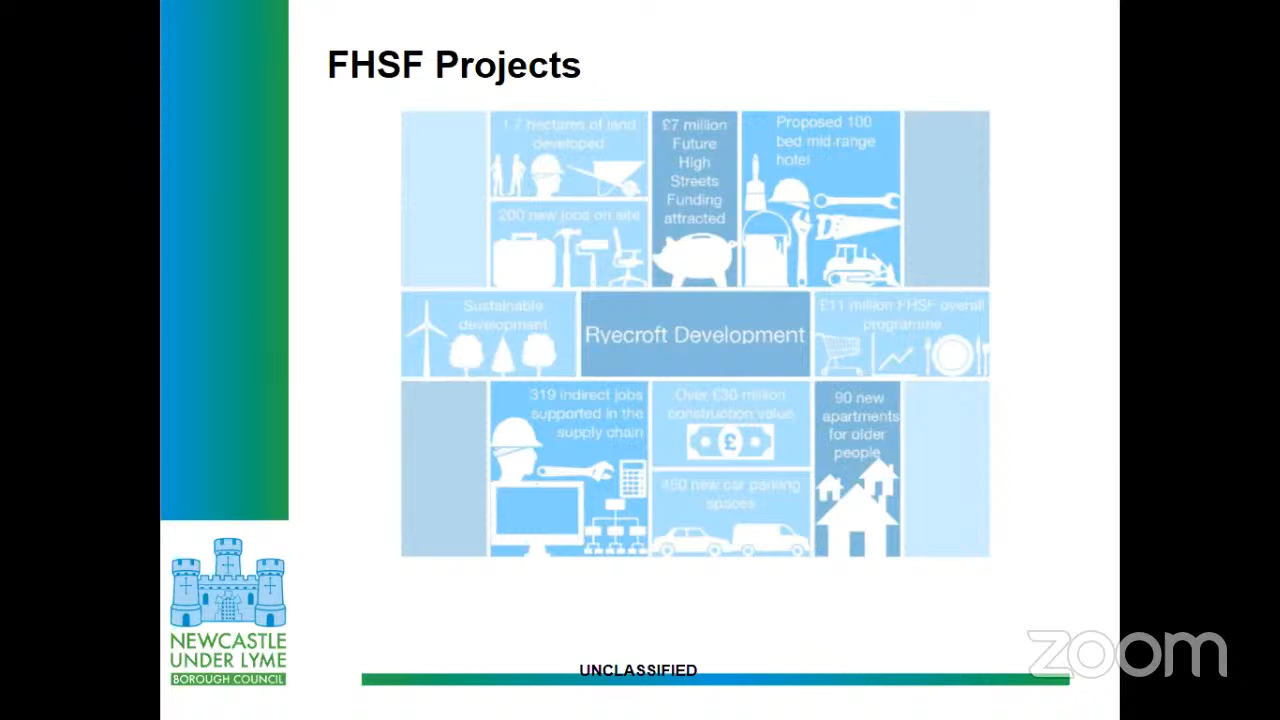 FHSF Projects
1.7 hectares of land
developed
£7 million
Future
High
Streets
Funding
attracted
Proposed 100
bed mid-range
hotel
200 new jobs on site
Sustainable
development
Ryecroft Development
£11 million FHSF overall
programme
319 indirect jobs
supported in the
supply chain
Over £30 million
construction value
90 new
apartments
for older
people
450 new car parking
spaces
NEWCASTLE
UNDER LYME
BOROUGH COUNCIL
UNCLASSIFIED
zoom